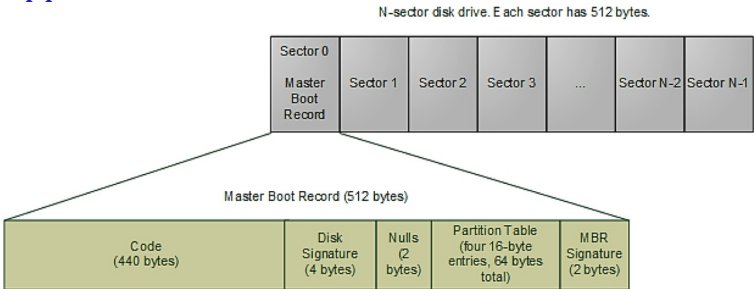 N-sector disk drive. Each sector has 512 bytes.
Sector 0
Master
Boot
Record
Sector 1
Sector 2
Sector 3
...
Sector N-2
Sector N-1
Master Boot Record (512 bytes)
Code
(440 bytes)
Disk
Signature
(4 bytes)
Nulls
(2
bytes)
Partition Table
(four 16-byte
entries, 64 bytes
total)
MBR
Signature
(2 bytes)